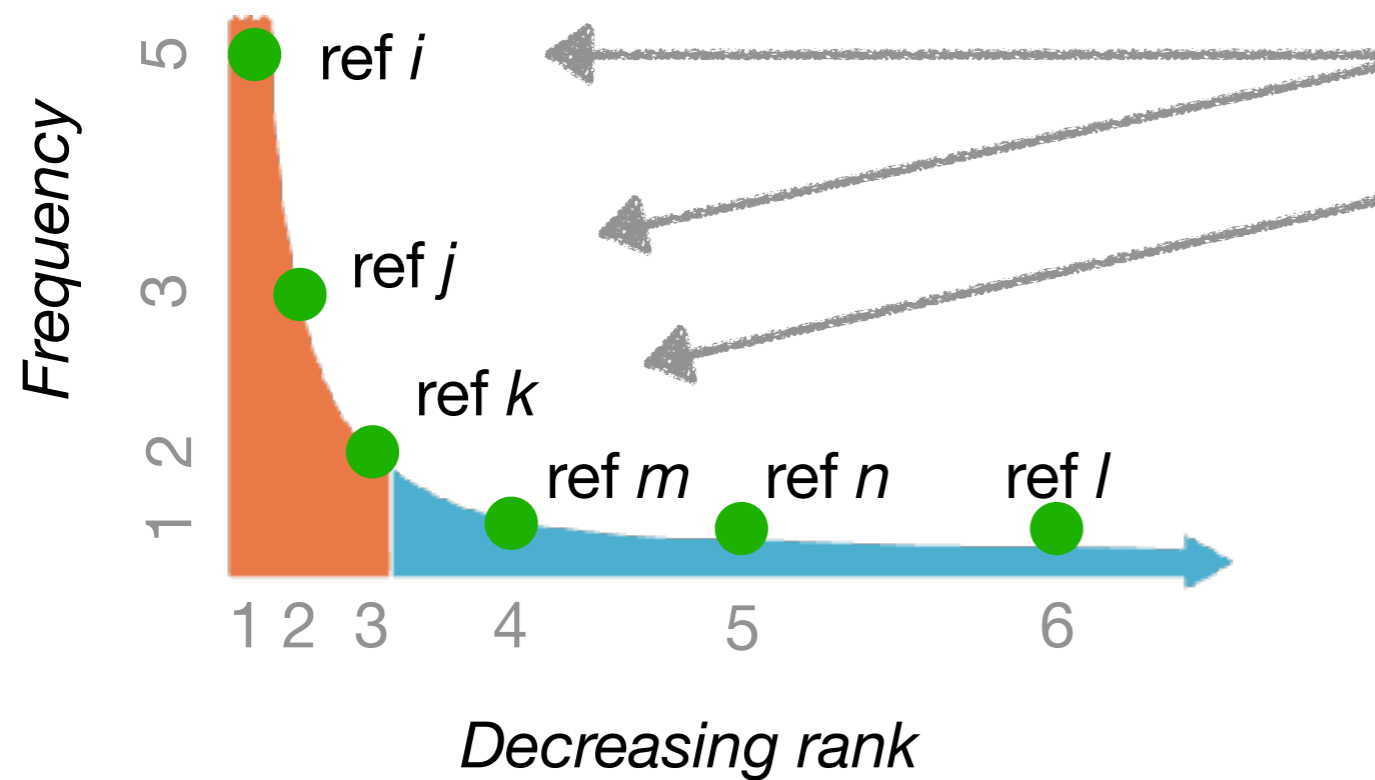 Frequency
5
3
2
1
ref i
ref j
ref k
ref m
ref n
ref l
1 2 3 4 5 6
Decreasing rank